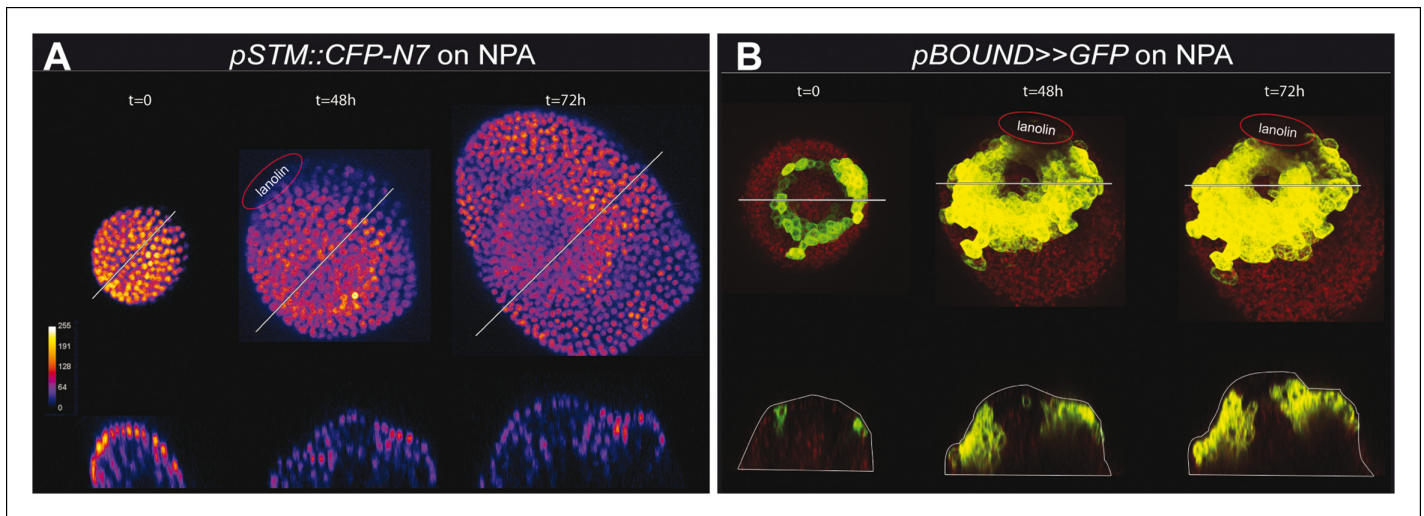 A
pSTM::CFP-N7 on NPA
t=0
t=48h
t=72h
lanolin
255
191
128
64
0
B
pBOUND>>GFP on NPA
t=0
t=48h
t=72h
lanolin
lanolin